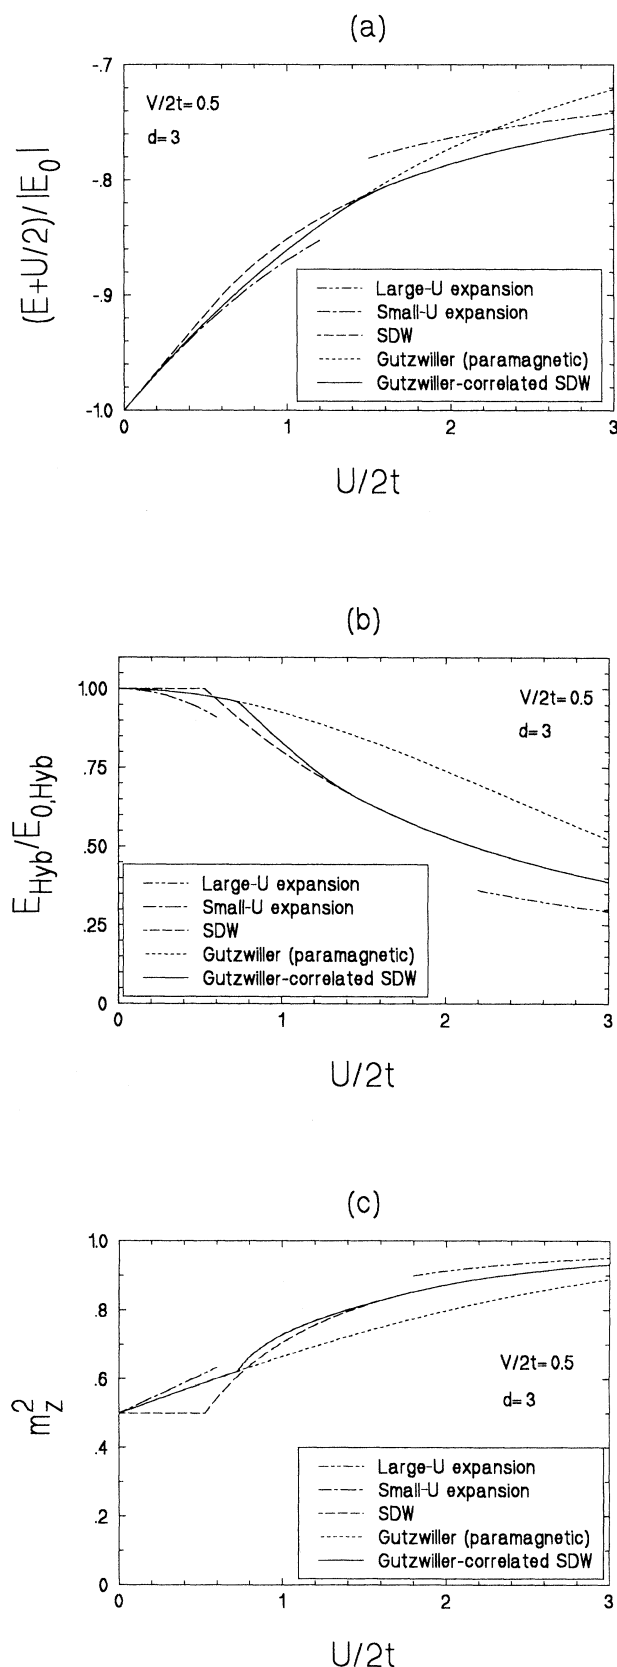 (a)
-.7
-.8
-.9
-1.0
(E+U/2)/|E0|
V/2t=0.5
d=3
Large-U expansion
Small-U expansion
SDW
Gutzwiller (paramagnetic)
Gutzwiller-correlated SDW
0 1 2 3
U/2t
(b)
1.00
.75
.50
.25
0
EHyb/E0,Hyb
V/2t=0.5
d=3
Large-U expansion
Small-U expansion
SDW
Gutzwiller (paramagnetic)
Gutzwiller-correlated SDW
0 1 2 3
U/2t
(c)
1.0
.8
.6
.4
.2
0
mz2
V/2t=0.5
d=3
Large-U expansion
Small-U expansion
SDW
Gutzwiller (paramagnetic)
Gutzwiller-correlated SDW
0 1 2 3
U/2t